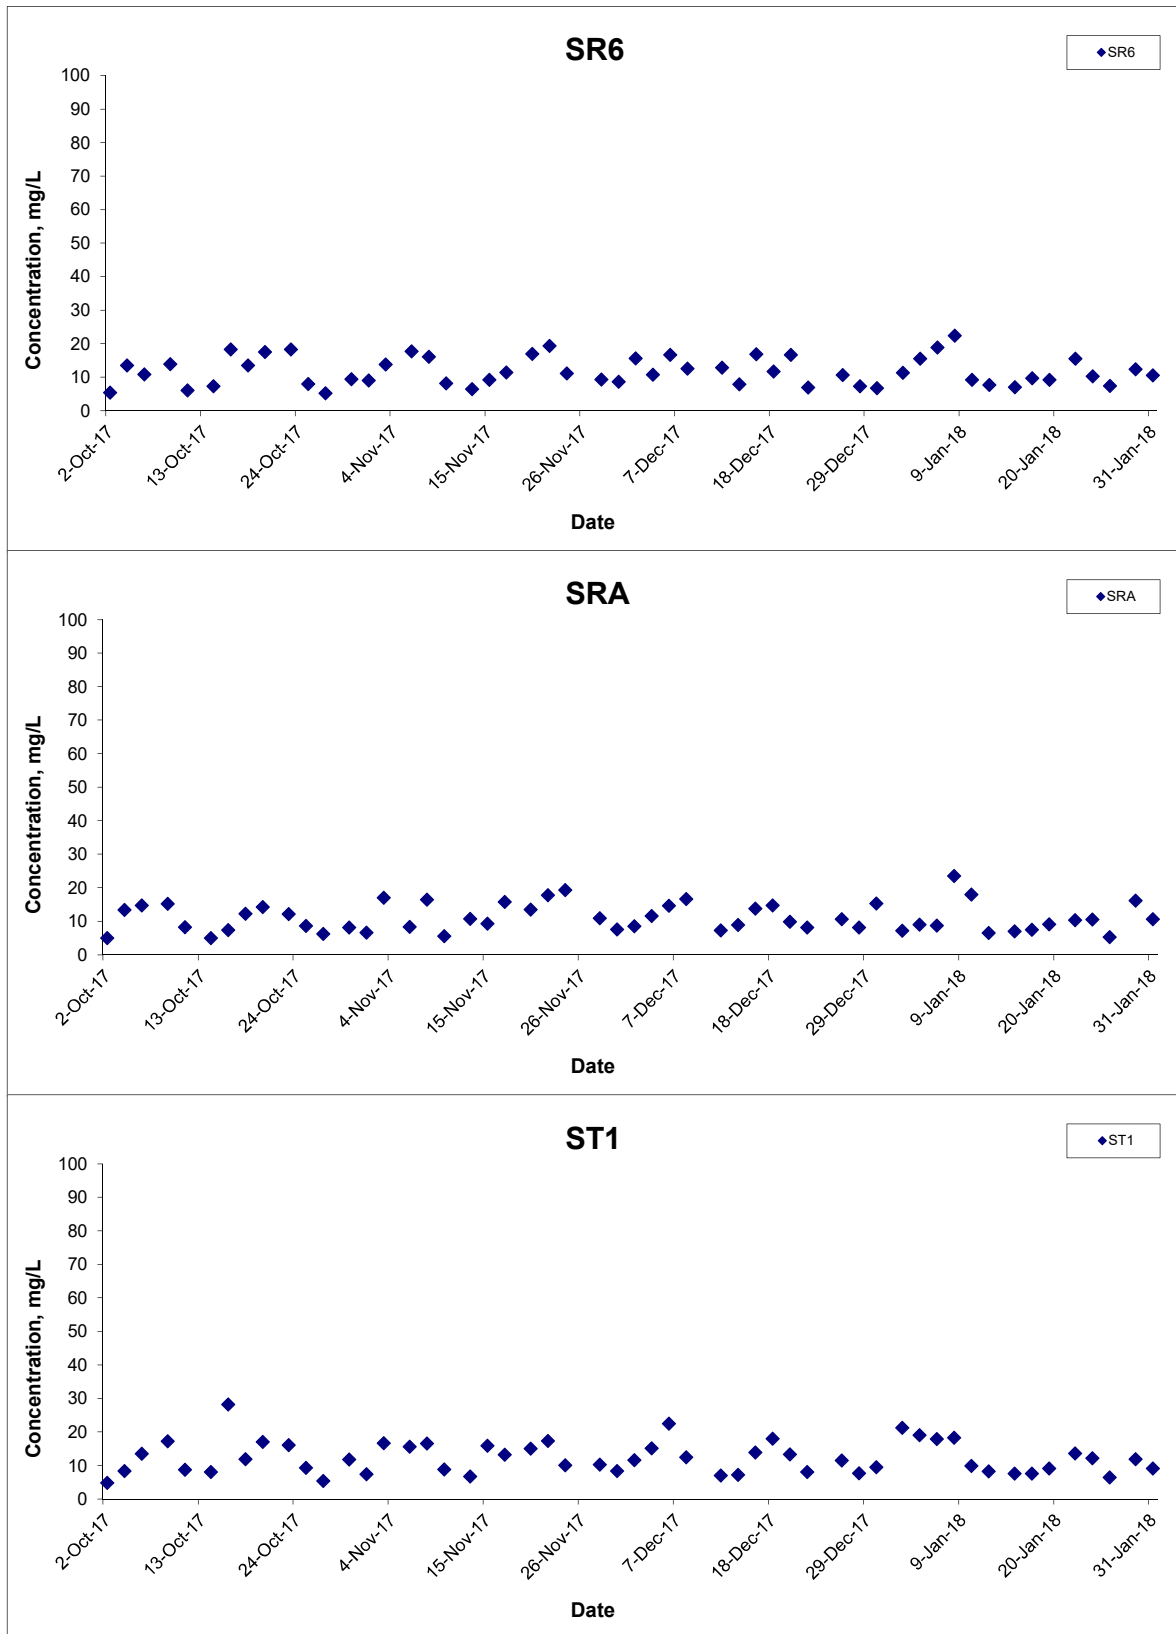 SR6
SR6
100
90
80
70
60
50
40
30
20
10
0
Concentration, mg/L
2-Oct-17
13-Oct-17
24-Oct-17
4-Nov-17
15-Nov-17
26-Nov-17
7-Dec-17
18-Dec-17
29-Dec-17
9-Jan-18
20-Jan-18
31-Jan-18
Date
SRA
SRA
100
90
80
70
60
50
40
30
20
10
0
Concentration, mg/L
2-Oct-17
13-Oct-17
24-Oct-17
4-Nov-17
15-Nov-17
26-Nov-17
7-Dec-17
18-Dec-17
29-Dec-17
9-Jan-18
20-Jan-18
31-Jan-18
Date
ST1
ST1
100
90
80
70
60
50
40
30
20
10
0
Concentration, mg/L
2-Oct-17
13-Oct-17
24-Oct-17
4-Nov-17
15-Nov-17
26-Nov-17
7-Dec-17
18-Dec-17
29-Dec-17
9-Jan-18
20-Jan-18
31-Jan-18
Date